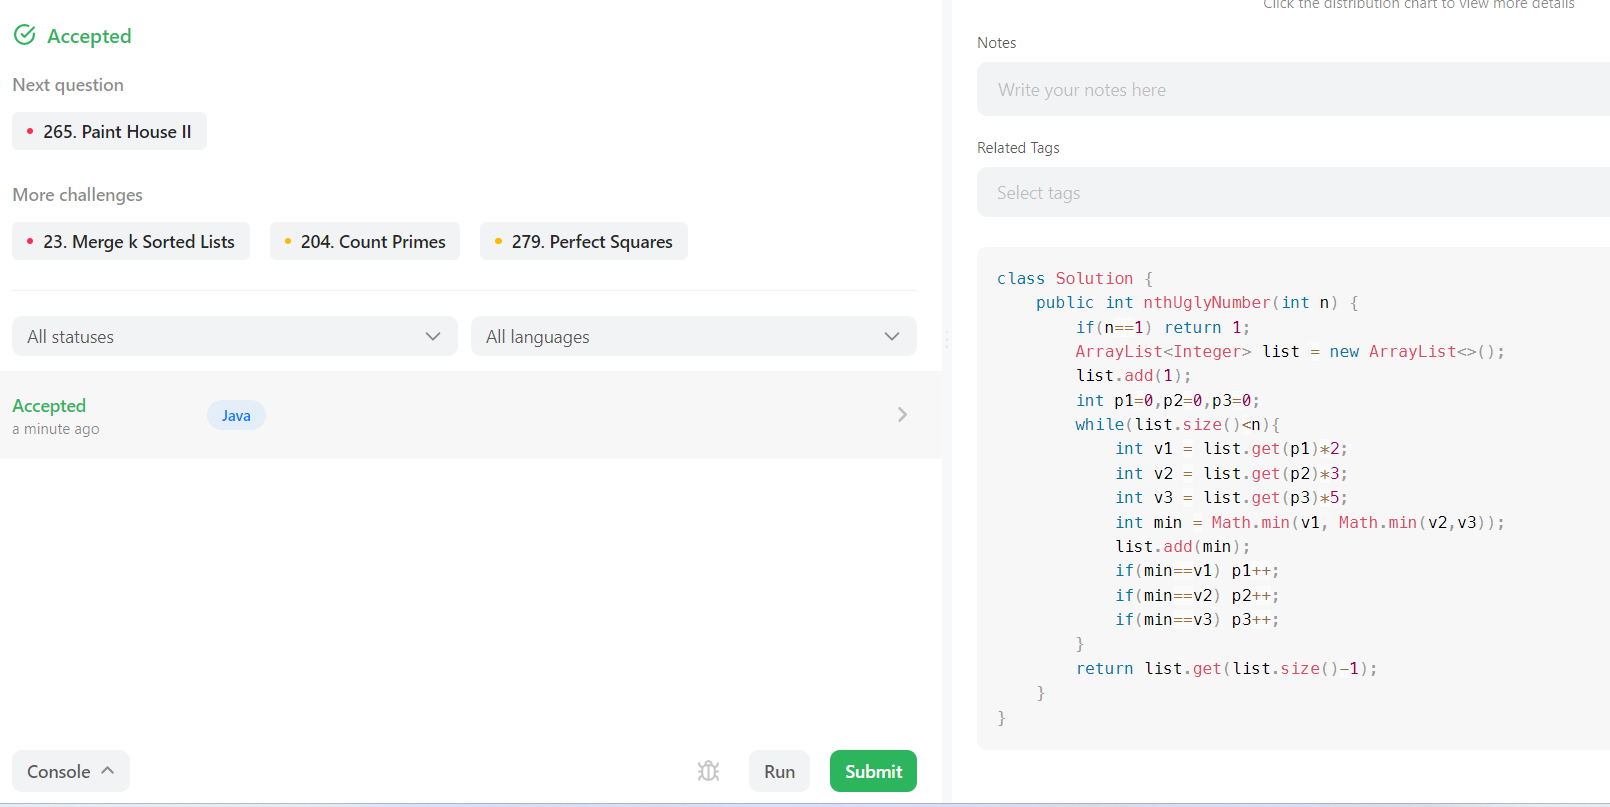 Accepted
Next question
265. Paint House II
More challenges
23. Merge k Sorted Lists
204. Count Primes
279. Perfect Squares
All statuses
All languages
Accepted
a minute ago
Java
Console
Run
Submit
Click the distribution chart to view more details
Notes
Write your notes here
Related Tags
Select tags
class Solution {
    public int nthUglyNumber(int n) {
        if(n==1) return 1;
        ArrayList<Integer> list = new ArrayList<>();
        list.add(1);
        int p1=0,p2=0,p3=0;
        while(list.size()<n){
            int v1 = list.get(p1)*2;
            int v2 = list.get(p2)*3;
            int v3 = list.get(p3)*5;
            int min = Math.min(v1, Math.min(v2,v3));
            list.add(min);
            if(min==v1) p1++;
            if(min==v2) p2++;
            if(min==v3) p3++;
        }
        return list.get(list.size()-1);
    }
}